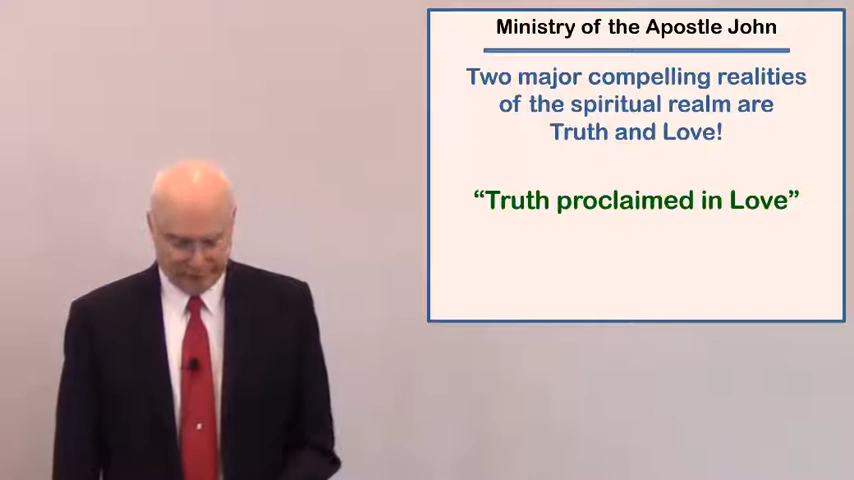 Ministry of the Apostle John
Two major compelling realities
of the spiritual realm are
Truth and Love!
“Truth proclaimed in Love”